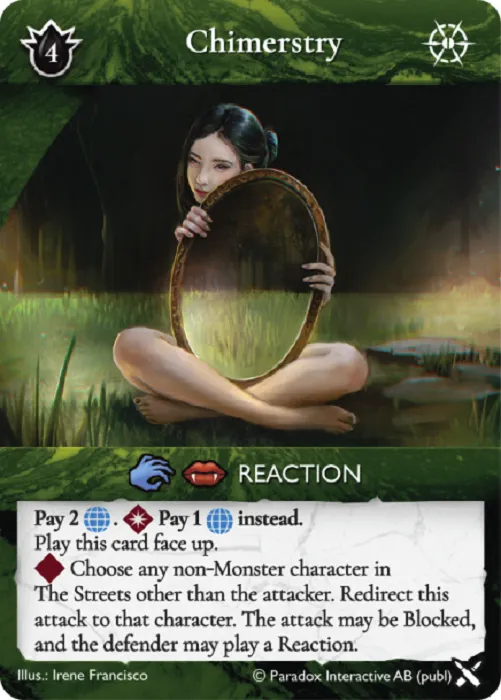 4
Chimerstry
REACTION
Pay 2 . Pay 1 instead.
Play this card face up.
Choose any non-Monster character in
The Streets other than the attacker. Redirect this
attack to that character. The attack may be Blocked,
and the defender may play a Reaction.
Illus.: Irene Francisco
© Paradox Interactive AB (publ)